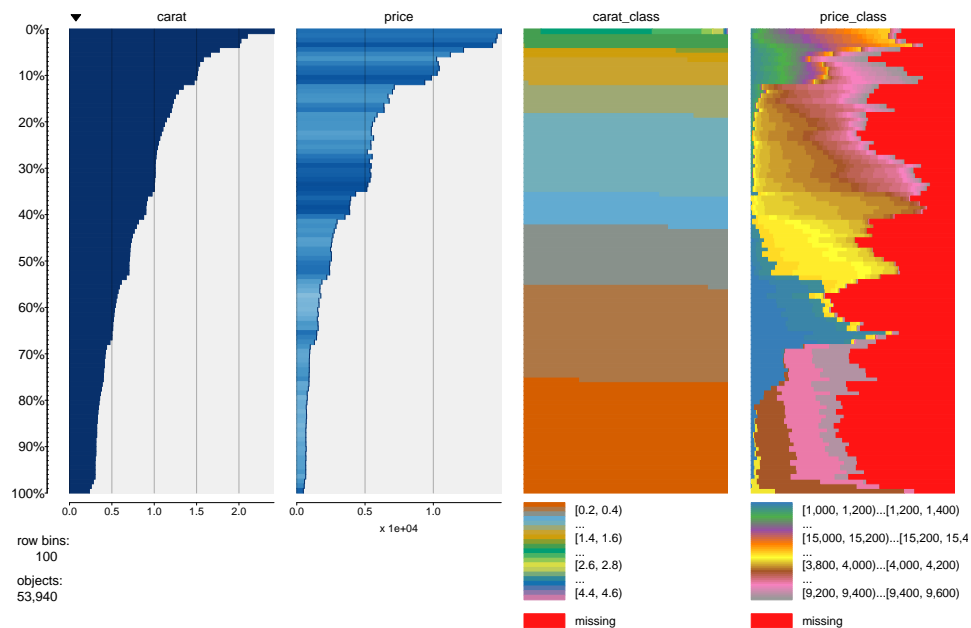 carat
price
carat_class
price_class
0%
10%
20%
30%
40%
50%
60%
70%
80%
90%
100%
0.0
0.5
1.0
1.5
2.0
0.0
0.5
1.0
x 1e+04
row bins:
100
objects:
53,940
[0.2, 0.4)
...
[1.4, 1.6)
...
[2.6, 2.8)
...
[4.4, 4.6)
missing
[1,000, 1,200)...[1,200, 1,400)
...
[15,000, 15,200)...[15,200, 15,4
...
[3,800, 4,000)...[4,000, 4,200)
...
[9,200, 9,400)...[9,400, 9,600)
missing